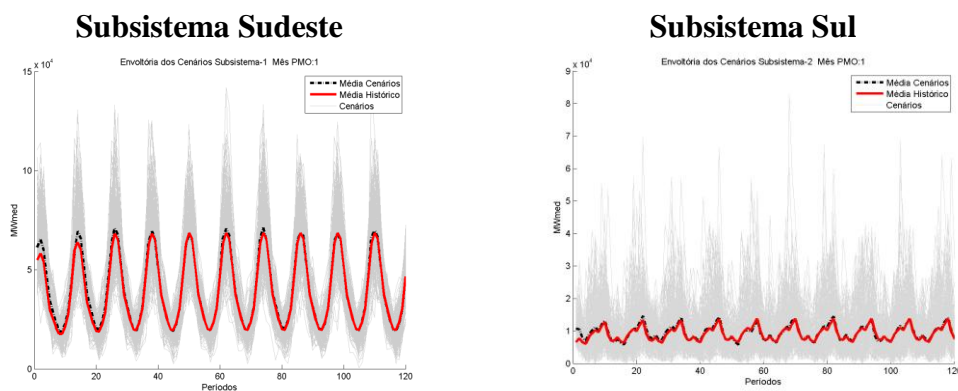 Subsistema Sudeste
Envoltória dos Cenários Subsistema-1 Mês PMO:1
x 10⁴
15
10
5
0
MWmed
Média Cenários
Média Histórico
Cenários
0 20 40 60 80 100 120
Períodos
Subsistema Sul
Envoltória dos Cenários Subsistema-2 Mês PMO:1
x 10⁴
9
8
7
6
5
4
3
2
1
0
MWmed
Média Cenários
Média Histórico
Cenários
0 20 40 60 80 100 120
Períodos